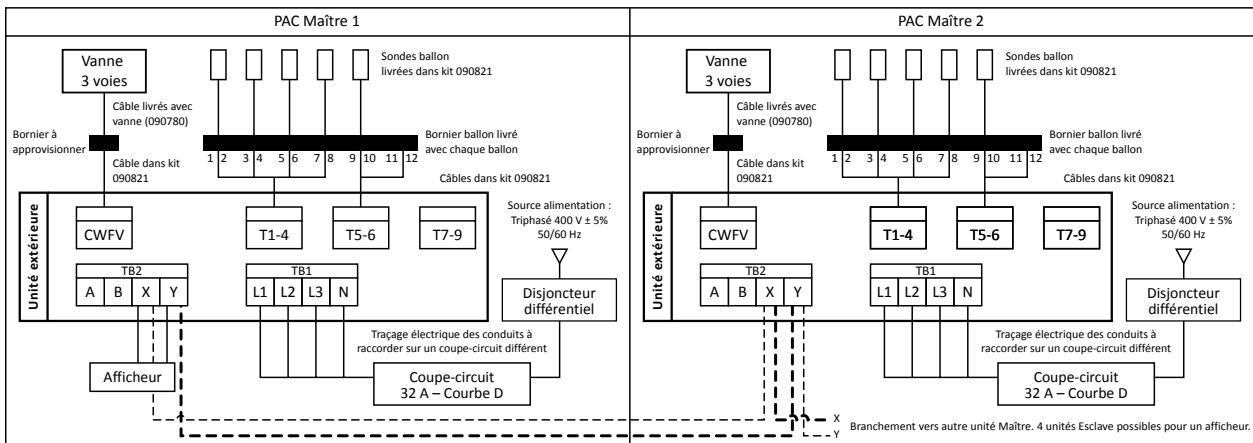 PAC Maître 1
Vanne
3 voies
Sondes ballon
livrées dans kit 090821
Câble livrés avec
vanne (090780)
Bornier à
approvisionner
Bornier ballon livré
avec chaque ballon
1 2 3 4 5 6 7 8 9 10 11 12
Câble dans kit
090821
Câbles dans kit 090821
Unité extérieure
CWFV
T1-4
T5-6
T7-9
Source alimentation :
Triphasé 400 V ± 5%
50/60 Hz
TB2
A B X Y
TB1
L1 L2 L3 N
Disjoncteur
différentiel
Traçage électrique des conduits à
raccorder sur un coupe-circuit différent
Afficheur
Coupe-circuit
32 A – Courbe D
PAC Maître 2
Vanne
3 voies
Sondes ballon
livrées dans kit 090821
Câble livrés avec
vanne (090780)
Bornier à
approvisionner
Bornier ballon livré
avec chaque ballon
1 2 3 4 5 6 7 8 9 10 11 12
Câble dans kit
090821
Câbles dans kit 090821
Unité extérieure
CWFV
T1-4
T5-6
T7-9
Source alimentation :
Triphasé 400 V ± 5%
50/60 Hz
TB2
A B X Y
TB1
L1 L2 L3 N
Disjoncteur
différentiel
Traçage électrique des conduits à
raccorder sur un coupe-circuit différent
Coupe-circuit
32 A – Courbe D
X
Y
Branchement vers autre unité Maître. 4 unités Esclave possibles pour un afficheur.